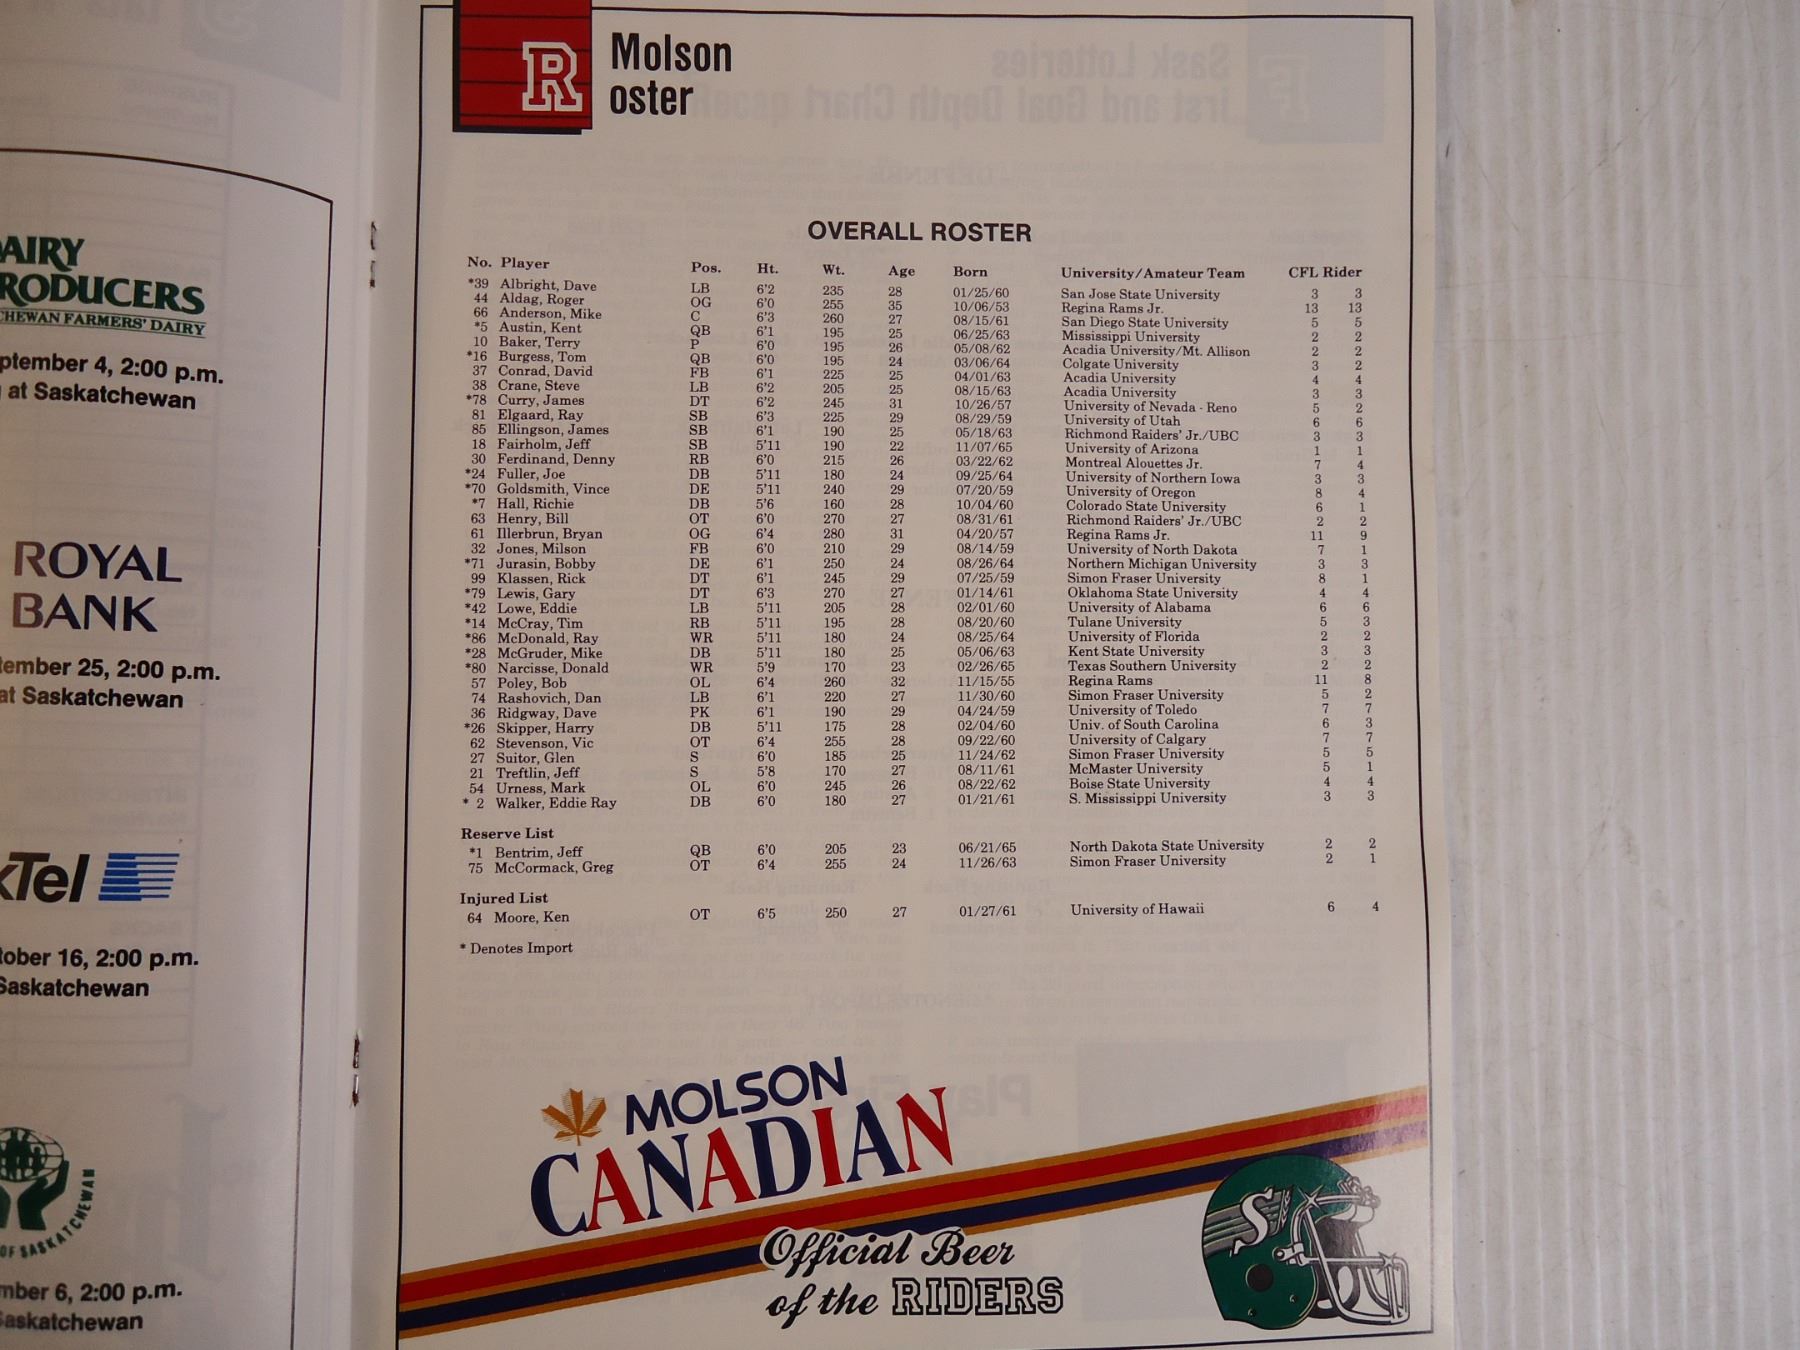 AIRY
RODUCERS
CHEWAN FARMERS' DAIRY
ptember 4, 2:00 p.m.
at Saskatchewan
ROYAL
BANK
tember 25, 2:00 p.m.
at Saskatchewan
kTel
tober 16, 2:00 p.m.
Saskatchewan
OF SASKATCHEWAN
mber 6, 2:00 p.m.
Saskatchewan
R Molson
oster
OVERALL ROSTER
No. Player Pos. Ht. Wt. Age Born University/Amateur Team CFL Rider
*39 Albright, Dave LB 6'2 235 28 01/25/60 San Jose State University 3 3
44 Aldag, Roger OG 6'0 255 35 10/06/53 Regina Rams Jr. 13 13
66 Anderson, Mike C 6'3 260 27 08/15/61 San Diego State University 5 5
*5 Austin, Kent QB 6'1 195 25 06/25/63 Mississippi University 2 2
10 Baker, Terry P 6'0 195 26 05/08/62 Acadia University/Mt. Allison 2 2
*16 Burgess, Tom QB 6'0 195 24 03/06/64 Colgate University 3 2
37 Conrad, David FB 6'1 225 25 04/01/63 Acadia University 4 4
38 Crane, Steve LB 6'2 205 25 08/15/63 Acadia University 3 3
*78 Curry, James DT 6'2 245 31 10/26/57 University of Nevada - Reno 5 2
81 Elgaard, Ray SB 6'3 225 29 08/29/59 University of Utah 6 6
85 Ellingson, James SB 6'1 190 25 05/18/63 Richmond Raiders' Jr./UBC 3 3
18 Fairholm, Jeff SB 5'11 190 22 11/07/65 University of Arizona 1 1
30 Ferdinand, Denny RB 6'0 215 26 03/22/62 Montreal Alouettes Jr. 7 4
*24 Fuller, Joe DB 5'11 180 24 09/25/64 University of Northern Iowa 3 3
*70 Goldsmith, Vince DE 5'11 240 29 07/20/59 University of Oregon 8 4
*7 Hall, Richie DB 5'6 160 28 10/04/60 Colorado State University 6 1
63 Henry, Bill OT 6'0 270 27 08/31/61 Richmond Raiders' Jr./UBC 2 2
61 Illerbrun, Bryan OG 6'4 280 31 04/20/57 Regina Rams Jr. 11 9
32 Jones, Milson FB 6'0 210 29 08/14/59 University of North Dakota 7 1
*71 Jurasin, Bobby DE 6'1 250 24 08/26/64 Northern Michigan University 3 3
99 Klassen, Rick DT 6'1 245 29 07/25/59 Simon Fraser University 8 1
*79 Lewis, Gary DT 6'3 270 27 01/14/61 Oklahoma State University 4 4
*42 Lowe, Eddie LB 5'11 205 28 02/01/60 University of Alabama 6 6
*14 McCray, Tim RB 5'11 195 28 08/20/60 Tulane University 5 3
*86 McDonald, Ray WR 5'11 180 24 08/25/64 University of Florida 2 2
*28 McGruder, Mike DB 5'11 180 25 05/06/63 Kent State University 3 3
*80 Narcisse, Donald WR 5'9 170 23 02/26/65 Texas Southern University 2 2
57 Poley, Bob OL 6'4 260 32 11/15/55 Regina Rams 11 8
74 Rashovich, Dan LB 6'1 220 27 11/30/60 Simon Fraser University 5 2
36 Ridgway, Dave PK 6'1 190 29 04/24/59 University of Toledo 7 7
*26 Skipper, Harry DB 5'11 175 28 02/04/60 Univ. of South Carolina 6 3
62 Stevenson, Vic OT 6'4 255 28 09/22/60 University of Calgary 7 7
27 Suitor, Glen S 6'0 185 25 11/24/62 Simon Fraser University 5 5
21 Treftlin, Jeff S 5'8 170 27 08/11/61 McMaster University 5 1
54 Urness, Mark OL 6'0 245 26 08/22/62 Boise State University 4 4
* 2 Walker, Eddie Ray DB 6'0 180 27 01/21/61 S. Mississippi University 3 3
Reserve List
*1 Bentrim, Jeff QB 6'0 205 23 06/21/65 North Dakota State University 2 2
75 McCormack, Greg OT 6'4 255 24 11/26/63 Simon Fraser University 2 1
Injured List
64 Moore, Ken OT 6'5 250 27 01/27/61 University of Hawaii 6 4
* Denotes Import
MOLSON
CANADIAN
Official Beer
of the RIDERS
S